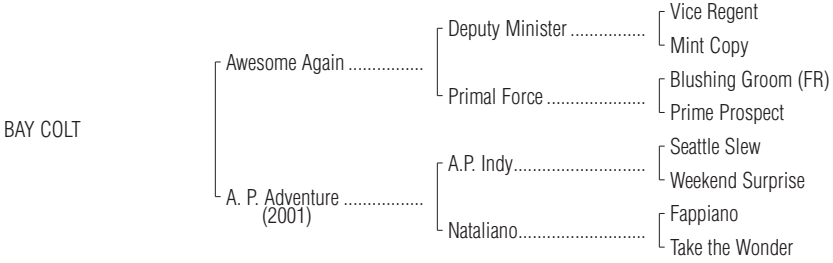 Vice Regent
Deputy Minister ................
Mint Copy
Awesome Again ................
Blushing Groom (FR)
Primal Force .....................
Prime Prospect
BAY COLT
Seattle Slew
A.P. Indy............................
Weekend Surprise
A. P. Adventure .................
(2001)
Fappiano
Nataliano...........................
Take the Wonder